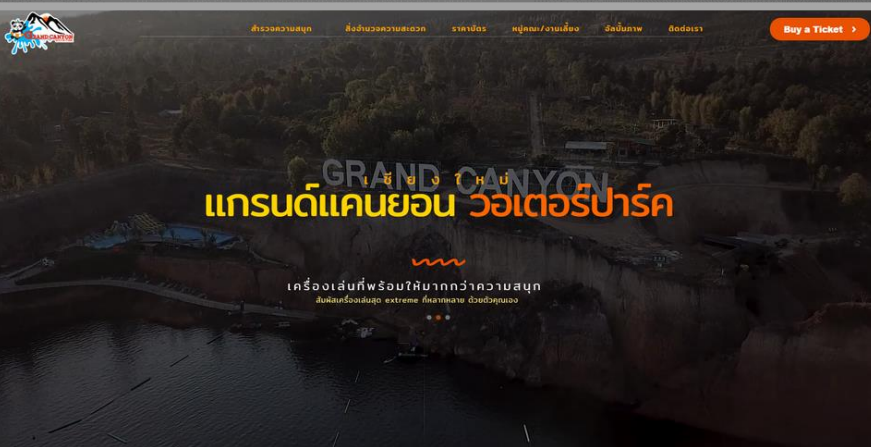 GRAND CANYON
สำรวจความสนุก
สิ่งอำนวจความสะดวก
ราคาบัตร
หมู่คณะ/งานเลี้ยง
อัลบั้มภาพ
ติดต่อเรา
Buy a Ticket
GRAND CANYON
เชียงใหม่
แกรนด์แคนยอน วอเตอร์ปาร์ค
เครื่องเล่นที่พร้อมให้มากกว่าความสนุก
สัมผัสเครื่องเล่นสุด extreme ที่หลากหลาย ด้วยตัวคุณเอง